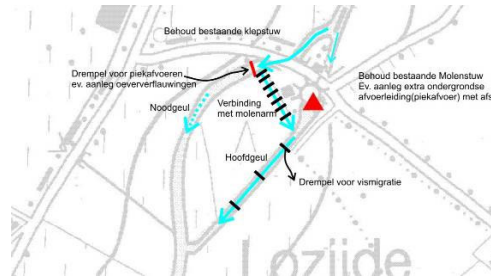 Behoud bestaande klepstuw
Drempel voor piekafvoeren
ev. aanleg oeververflauwingen
Behoud bestaande Molenstuw
Ev. aanleg extra ondergrondse
afvoerleiding(piekafvoer) met afs
Noodgeul
Verbinding
met molenarm
Hoofdgeul
Drempel voor vismigratie
Lozijde